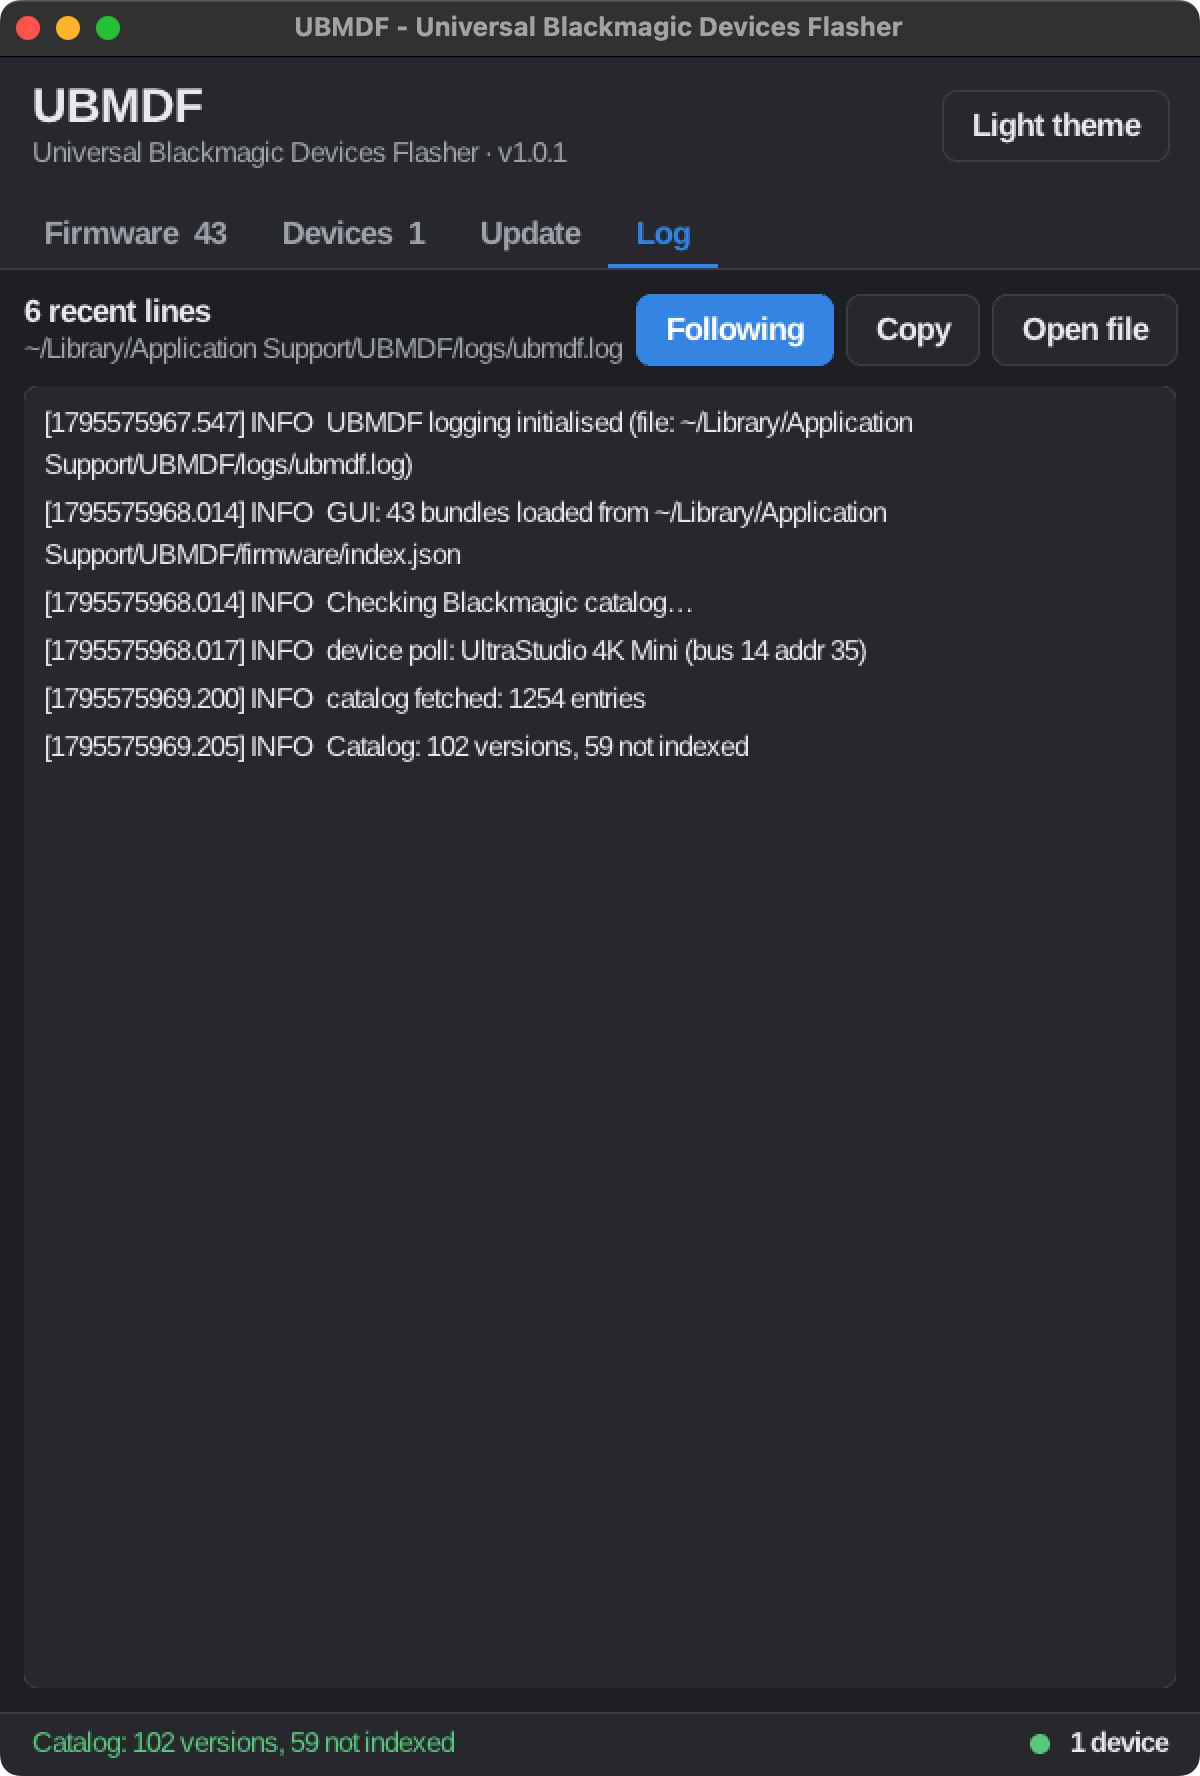 UBMDF - Universal Blackmagic Devices Flasher
UBMDF
Universal Blackmagic Devices Flasher · v1.0.1
Light theme
Firmware 43 Devices 1 Update Log
6 recent lines
~/Library/Application Support/UBMDF/logs/ubmdf.log
Following Copy Open file
[1795575967.547] INFO  UBMDF logging initialised (file: ~/Library/Application
Support/UBMDF/logs/ubmdf.log)
[1795575968.014] INFO  GUI: 43 bundles loaded from ~/Library/Application
Support/UBMDF/firmware/index.json
[1795575968.014] INFO  Checking Blackmagic catalog…
[1795575968.017] INFO  device poll: UltraStudio 4K Mini (bus 14 addr 35)
[1795575969.200] INFO  catalog fetched: 1254 entries
[1795575969.205] INFO  Catalog: 102 versions, 59 not indexed
Catalog: 102 versions, 59 not indexed
1 device